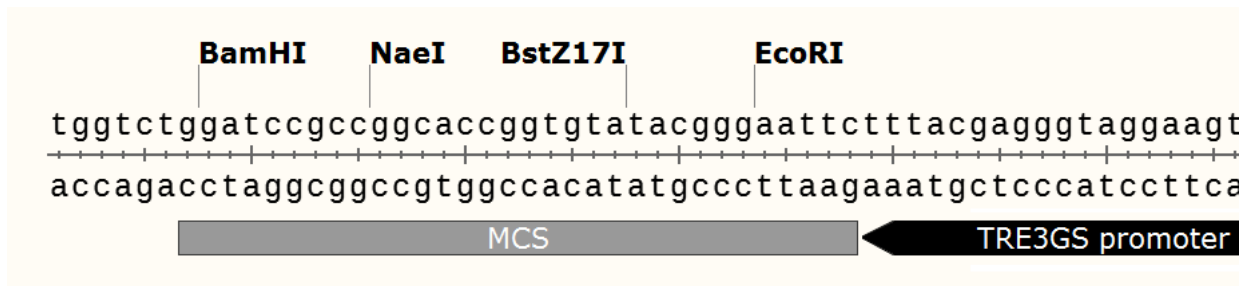 BamHI NaeI BstZ17I EcoRI
tggtctggatccgccggcaccggtgtatacgggaattctttacgagggtaggaagt
accagacctaggcggccgtggccacatatgcccttaagaaatgctcccatccttca
MCS TRE3GS promoter